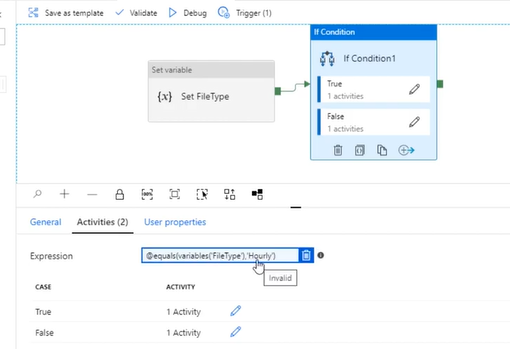 Save as template
Validate
Debug
Trigger (1)
If Condition
Set variable
{x} Set FileType
If Condition1
True
1 activities
False
1 activities
100%
General
Activities (2)
User properties
Expression
@equals(variables('FileType'),'Hourly')
Invalid
CASE
ACTIVITY
True
1 Activity
False
1 Activity